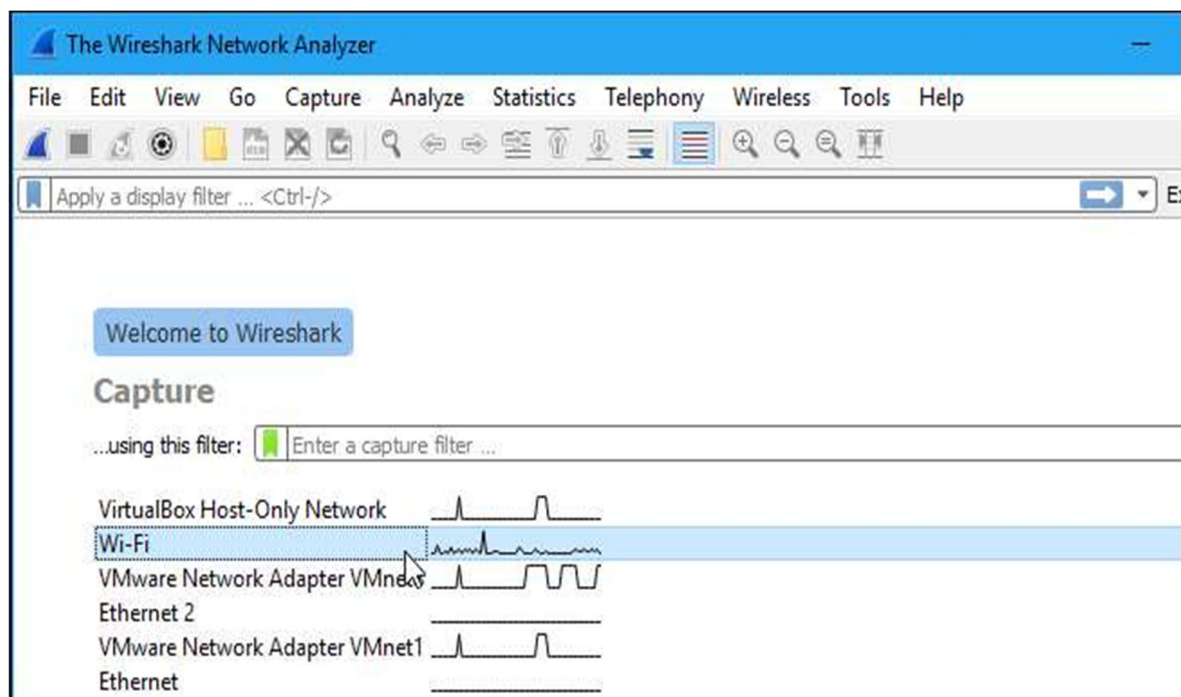 The Wireshark Network Analyzer
File Edit View Go Capture Analyze Statistics Telephony Wireless Tools Help
Apply a display filter ... <Ctrl-/>
Welcome to Wireshark
Capture
...using this filter: Enter a capture filter ...
VirtualBox Host-Only Network
Wi-Fi
VMware Network Adapter
Ethernet 2
VMware Network Adapter VMnet1
Ethernet